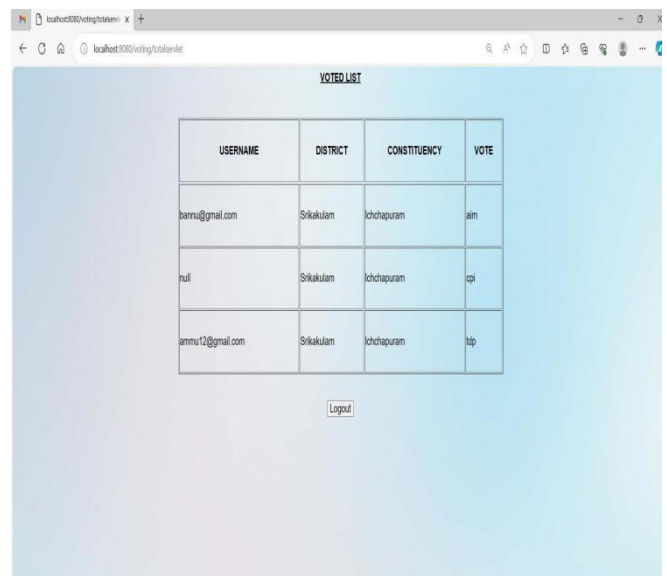 localhost:8080/voting/totalservle
localhost:8080/voting/totalservlet
VOTED LIST
USERNAME DISTRICT CONSTITUENCY VOTE
bannu@gmail.com Srikakulam Ichchapuram aim
null Srikakulam Ichchapuram cpi
ammu12@gmail.com Srikakulam Ichchapuram tdp
Logout